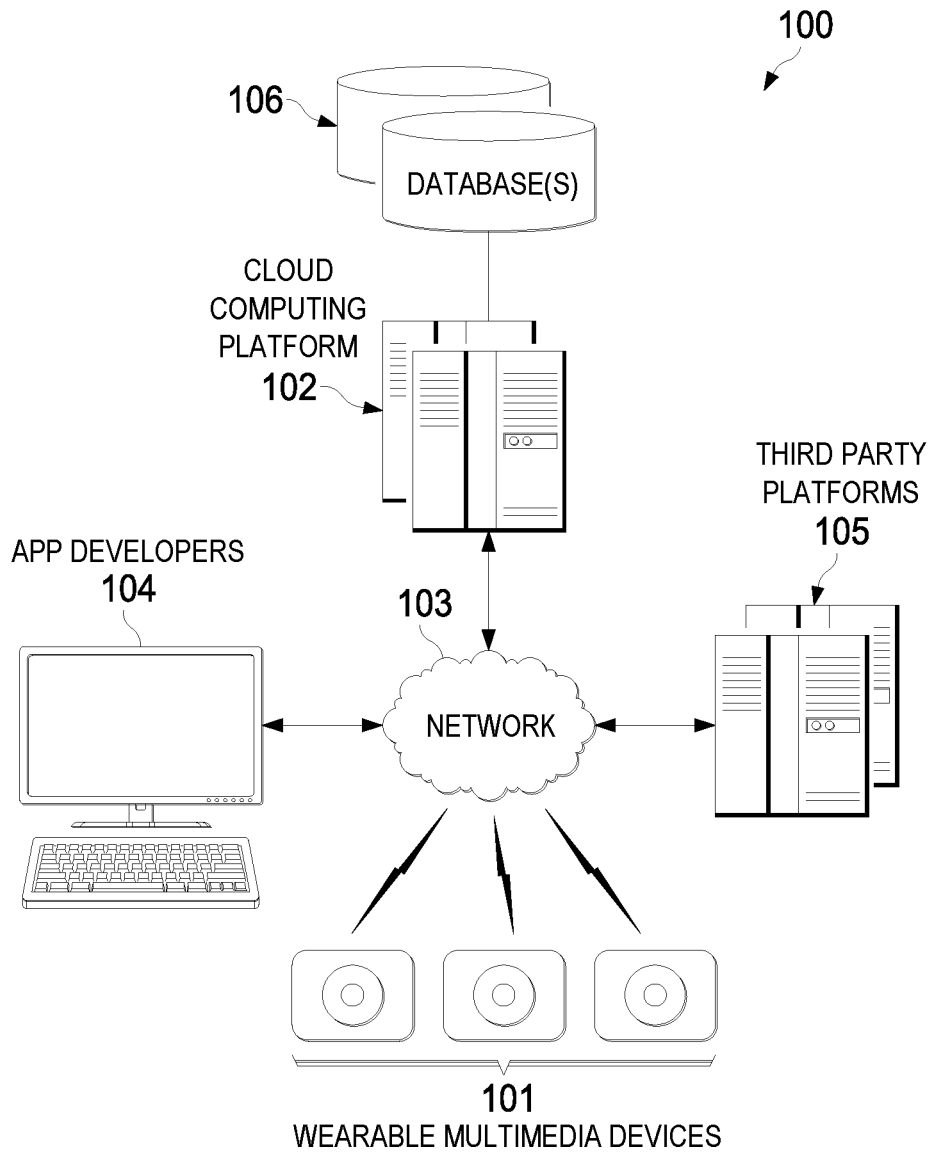 100
106
DATABASE(S)
CLOUD
COMPUTING
PLATFORM
102
THIRD PARTY
PLATFORMS
105
APP DEVELOPERS
104
103
NETWORK
101
WEARABLE MULTIMEDIA DEVICES